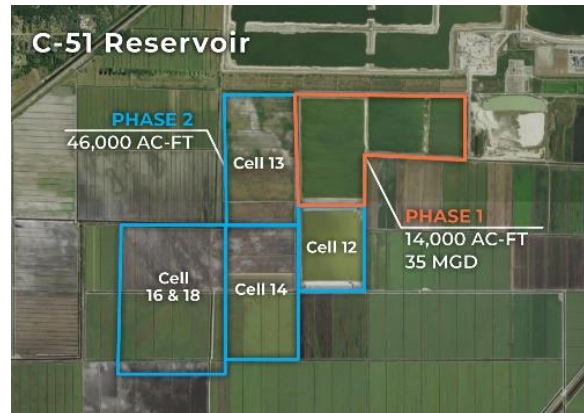 C-51 Reservoir
PHASE 2
46,000 AC-FT
Cell 13
PHASE 1
14,000 AC-FT
35 MGD
Cell 12
Cell
16 & 18
Cell 14